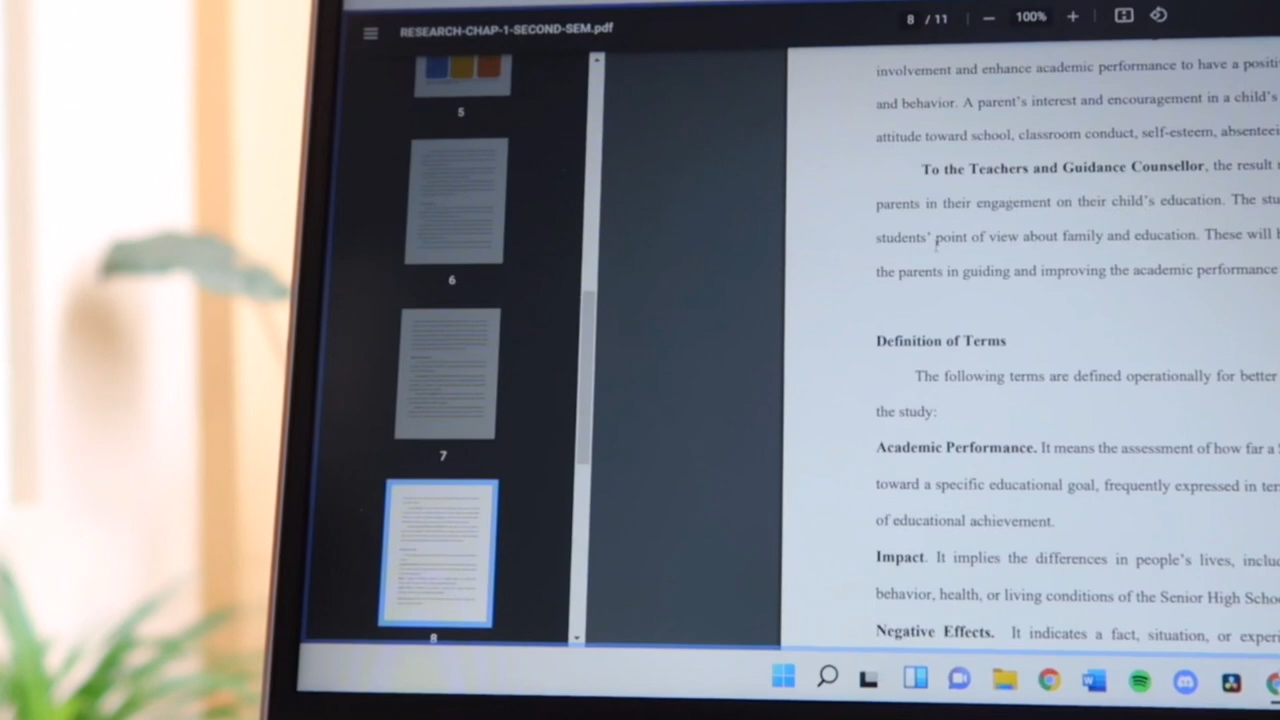 RESEARCH-CHAP-1-SECOND-SEM.pdf
8 / 11
100%
5
6
7
8
involvement and enhance academic performance to have a positi
and behavior. A parent's interest and encouragement in a child's
attitude toward school, classroom conduct, self-esteem, absenteei
To the Teachers and Guidance Counsellor, the result
parents in their engagement on their child's education. The stu
students' point of view about family and education. These will
the parents in guiding and improving the academic performance
Definition of Terms
The following terms are defined operationally for better
the study:
Academic Performance. It means the assessment of how far a
toward a specific educational goal, frequently expressed in ter
of educational achievement.
Impact. It implies the differences in people's lives, inclu
behavior, health, or living conditions of the Senior High Scho
Negative Effects. It indicates a fact, situation, or exper